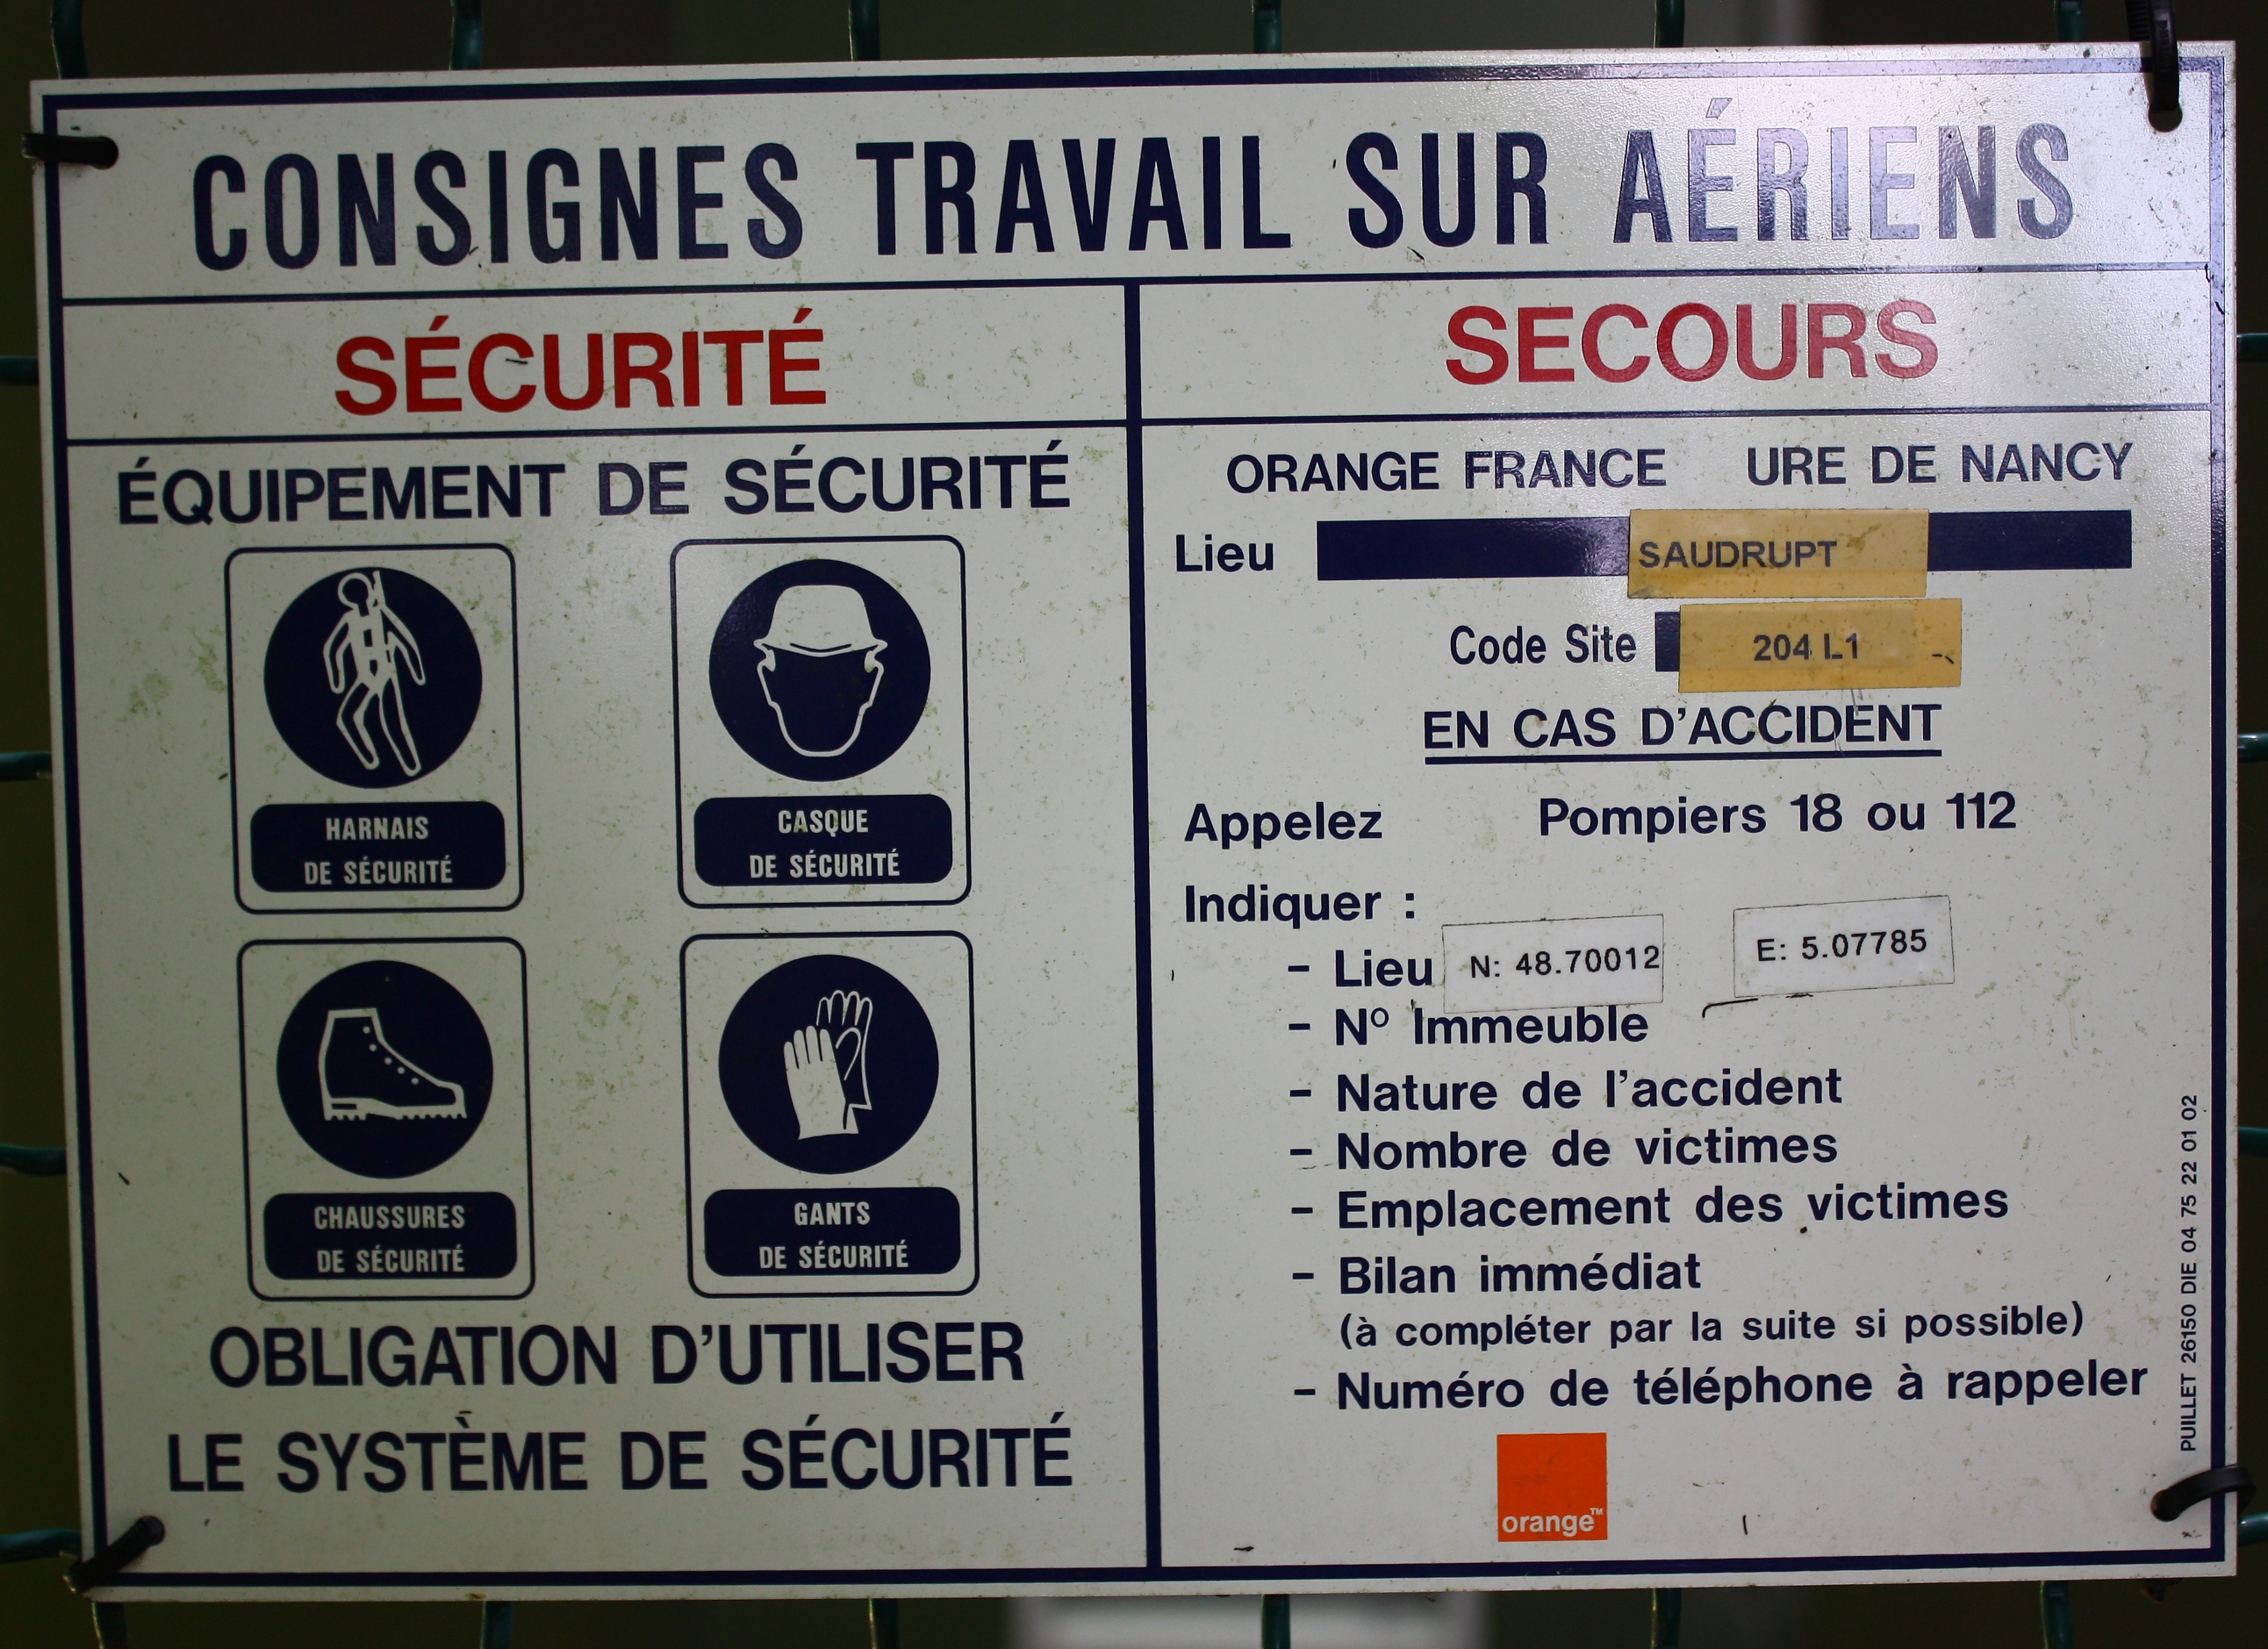 CONSIGNES TRAVAIL SUR AÉRIENS
SÉCURITÉ
ÉQUIPEMENT DE SÉCURITÉ
HARNAIS
DE SÉCURITÉ
CASQUE
DE SÉCURITÉ
CHAUSSURES
DE SÉCURITÉ
GANTS
DE SÉCURITÉ
OBLIGATION D'UTILISER
LE SYSTÈME DE SÉCURITÉ
SECOURS
ORANGE FRANCE URE DE NANCY
Lieu SAUDRUPT
Code Site 204 L1
EN CAS D'ACCIDENT
Appelez Pompiers 18 ou 112
Indiquer :
- Lieu N: 48.70012 E: 5.07785
- Nº Immeuble
- Nature de l'accident
- Nombre de victimes
- Emplacement des victimes
- Bilan immédiat
(à compléter par la suite si possible)
- Numéro de téléphone à rappeler
orange™
PUILLET 26150 DIE 04 75 22 01 02